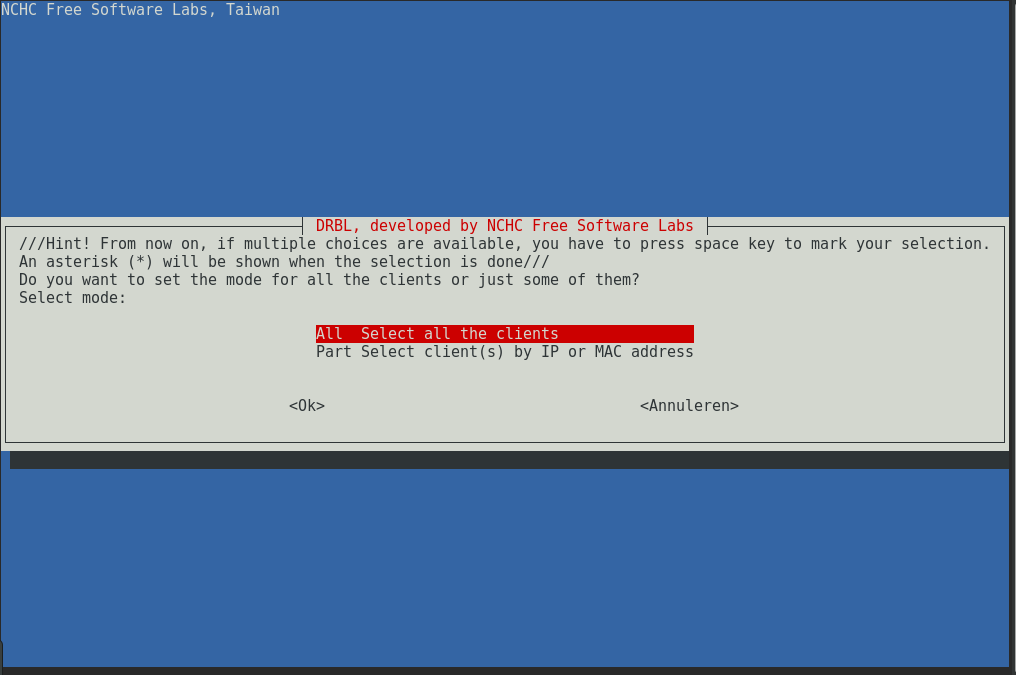 NCHC Free Software Labs, Taiwan
DRBL, developed by NCHC Free Software Labs
///Hint! From now on, if multiple choices are available, you have to press space key to mark your selection.
An asterisk (*) will be shown when the selection is done///
Do you want to set the mode for all the clients or just some of them?
Select mode:
All  Select all the clients
Part Select client(s) by IP or MAC address
<Ok> <Annuleren>